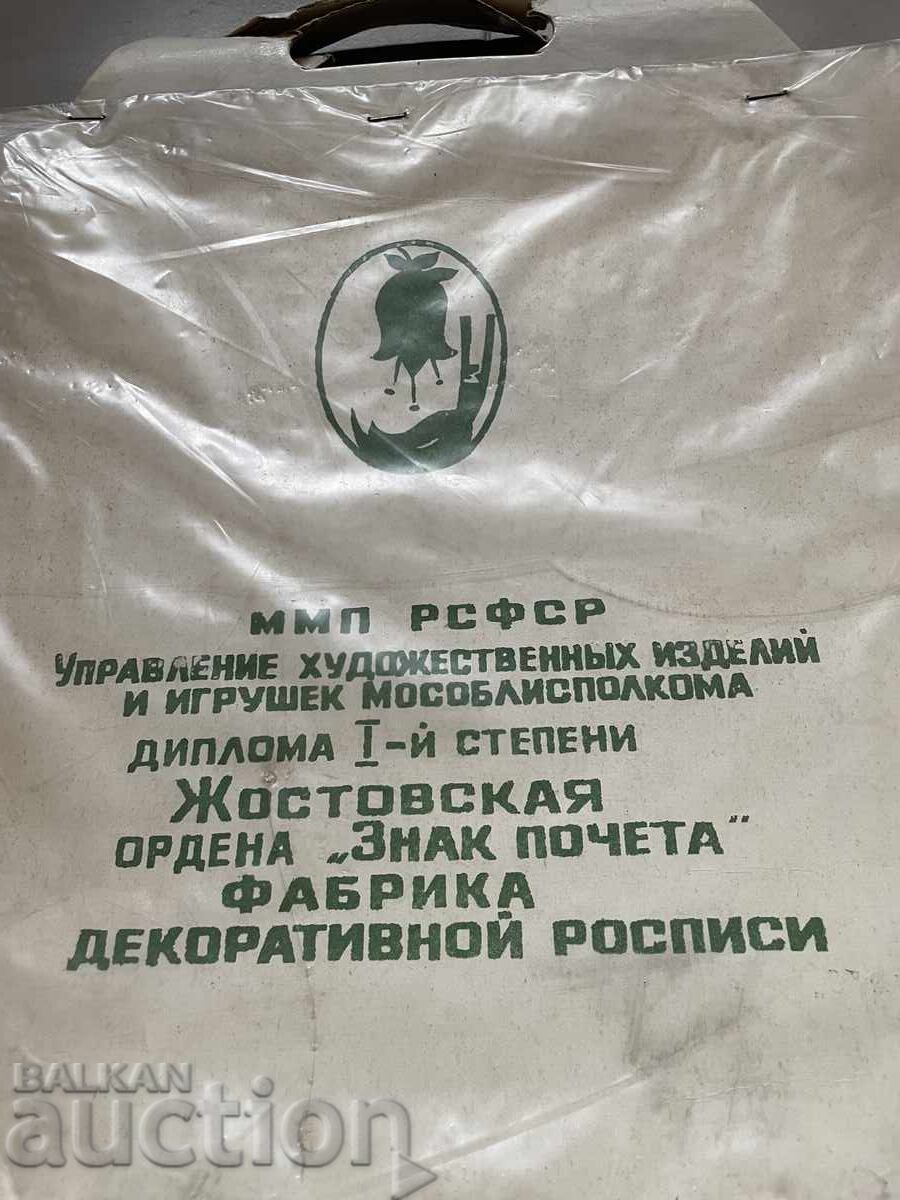 ММП РСФСР
УПРАВЛЕНИЕ ХУДОЖЕСТВЕННЫХ ИЗДЕЛИЙ
И ИГРУШЕК МОСОБЛИСПОЛКОМА
ДИПЛОМА I-Й СТЕПЕНИ
ЖОСТОВСКАЯ
ОРДЕНА „ЗНАК ПОЧЕТА"
ФАБРИКА
ДЕКОРАТИВНОЙ РОСПИСИ
BALKAN
auction